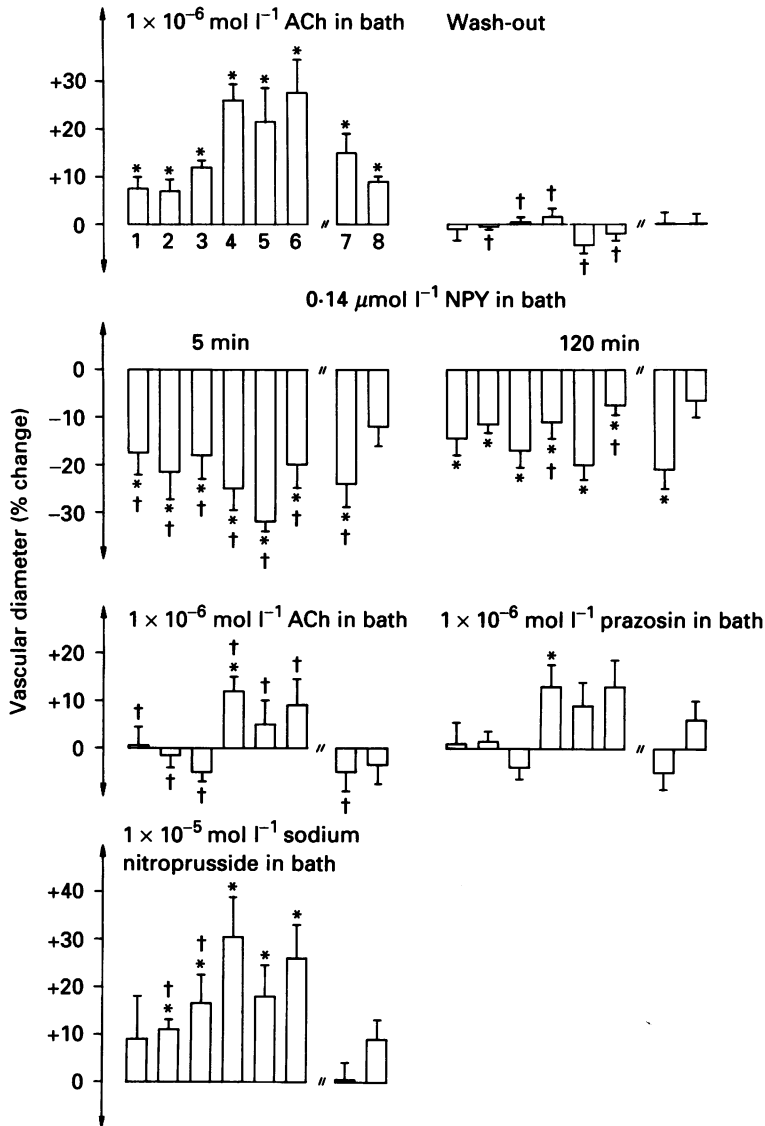 1 × 10⁻⁶ mol l⁻¹ ACh in bath
Wash-out
+30
+20
+10
0
* * * * * * * *
1 2 3 4 5 6 // 7 8
† † † † † //
0·14 μmol l⁻¹ NPY in bath
5 min
120 min
0
−10
−20
−30
// //
* * * * * * *
† † † † † † †
* * * * * * *
† †
Vascular diameter (% change)
1 × 10⁻⁶ mol l⁻¹ ACh in bath
1 × 10⁻⁶ mol l⁻¹ prazosin in bath
+20
+10
0
† † † † † † †
*
*
// //
1 × 10⁻⁵ mol l⁻¹ sodium
nitroprusside in bath
+40
+30
+20
+10
0
† †
* * * * *
//